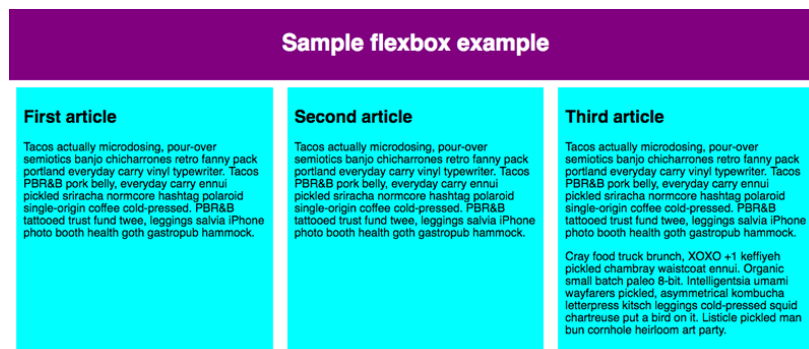 Sample flexbox example
First article
Tacos actually microdosing, pour-over
semiotics banjo chicharrones retro fanny pack
portland everyday carry vinyl typewriter. Tacos
PBR&B pork belly, everyday carry ennui
pickled sriracha normcore hashtag polaroid
single-origin coffee cold-pressed. PBR&B
tattooed trust fund twee, leggings salvia iPhone
photo booth health goth gastropub hammock.
Second article
Tacos actually microdosing, pour-over
semiotics banjo chicharrones retro fanny pack
portland everyday carry vinyl typewriter. Tacos
PBR&B pork belly, everyday carry ennui
pickled sriracha normcore hashtag polaroid
single-origin coffee cold-pressed. PBR&B
tattooed trust fund twee, leggings salvia iPhone
photo booth health goth gastropub hammock.
Third article
Tacos actually microdosing, pour-over
semiotics banjo chicharrones retro fanny pack
portland everyday carry vinyl typewriter. Tacos
PBR&B pork belly, everyday carry ennui
pickled sriracha normcore hashtag polaroid
single-origin coffee cold-pressed. PBR&B
tattooed trust fund twee, leggings salvia iPhone
photo booth health goth gastropub hammock.
Cray food truck brunch, XOXO +1 keffiyeh
pickled chambray waistcoat ennui. Organic
small batch paleo 8-bit. Intelligentsia umami
wayfarers pickled, asymmetrical kombucha
letterpress kitsch leggings cold-pressed squid
chartreuse put a bird on it. Listicle pickled man
bun cornhole heirloom art party.